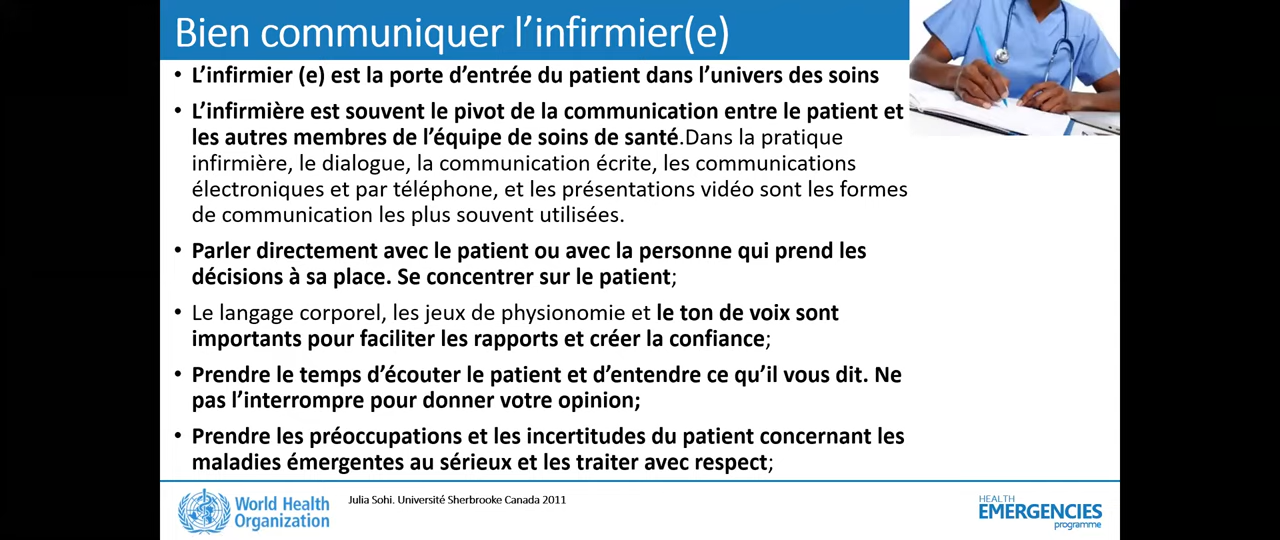 Bien communiquer l’infirmier(e)
• L’infirmier (e) est la porte d’entrée du patient dans l’univers des soins
• L’infirmière est souvent le pivot de la communication entre le patient et
les autres membres de l’équipe de soins de santé.Dans la pratique
infirmière, le dialogue, la communication écrite, les communications
électroniques et par téléphone, et les présentations vidéo sont les formes
de communication les plus souvent utilisées.
• Parler directement avec le patient ou avec la personne qui prend les
décisions à sa place. Se concentrer sur le patient;
• Le langage corporel, les jeux de physionomie et le ton de voix sont
importants pour faciliter les rapports et créer la confiance;
• Prendre le temps d’écouter le patient et d’entendre ce qu’il vous dit. Ne
pas l’interrompre pour donner votre opinion;
• Prendre les préoccupations et les incertitudes du patient concernant les
maladies émergentes au sérieux et les traiter avec respect;
World Health
Organization
Julia Sohi. Université Sherbrooke Canada 2011
HEALTH
EMERGENCIES
programme